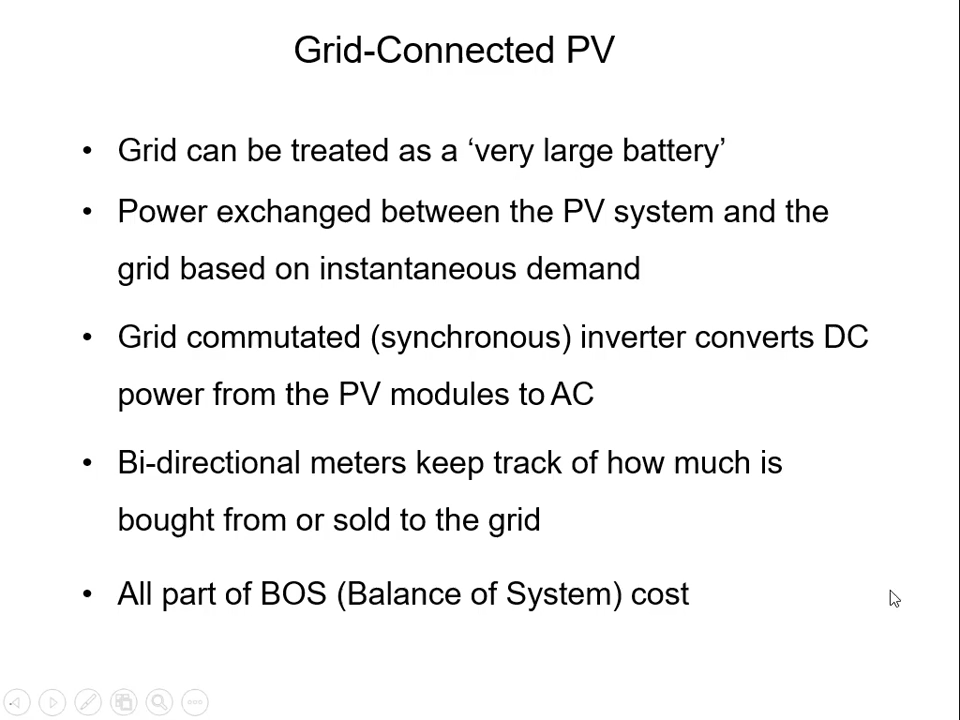 Grid-Connected PV
• Grid can be treated as a ‘very large battery’
• Power exchanged between the PV system and the
grid based on instantaneous demand
• Grid commutated (synchronous) inverter converts DC
power from the PV modules to AC
• Bi-directional meters keep track of how much is
bought from or sold to the grid
• All part of BOS (Balance of System) cost